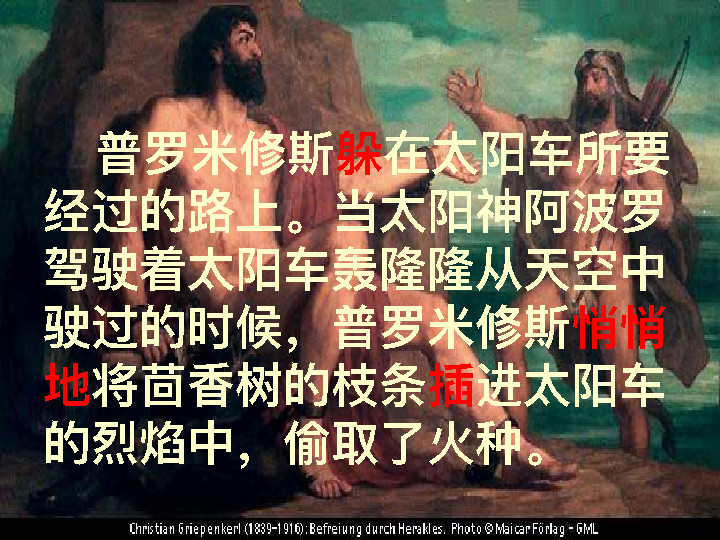 普罗米修斯躲在太阳车所要
经过的路上。当太阳神阿波罗
驾驶着太阳车轰隆隆从天空中
驶过的时候，普罗米修斯悄悄
地将茴香树的枝条插进太阳车
的烈焰中，偷取了火种。
Christian Griepenkerl (1839-1916): Befreiung durch Herakles. Photo © Maicar Förlag - GML